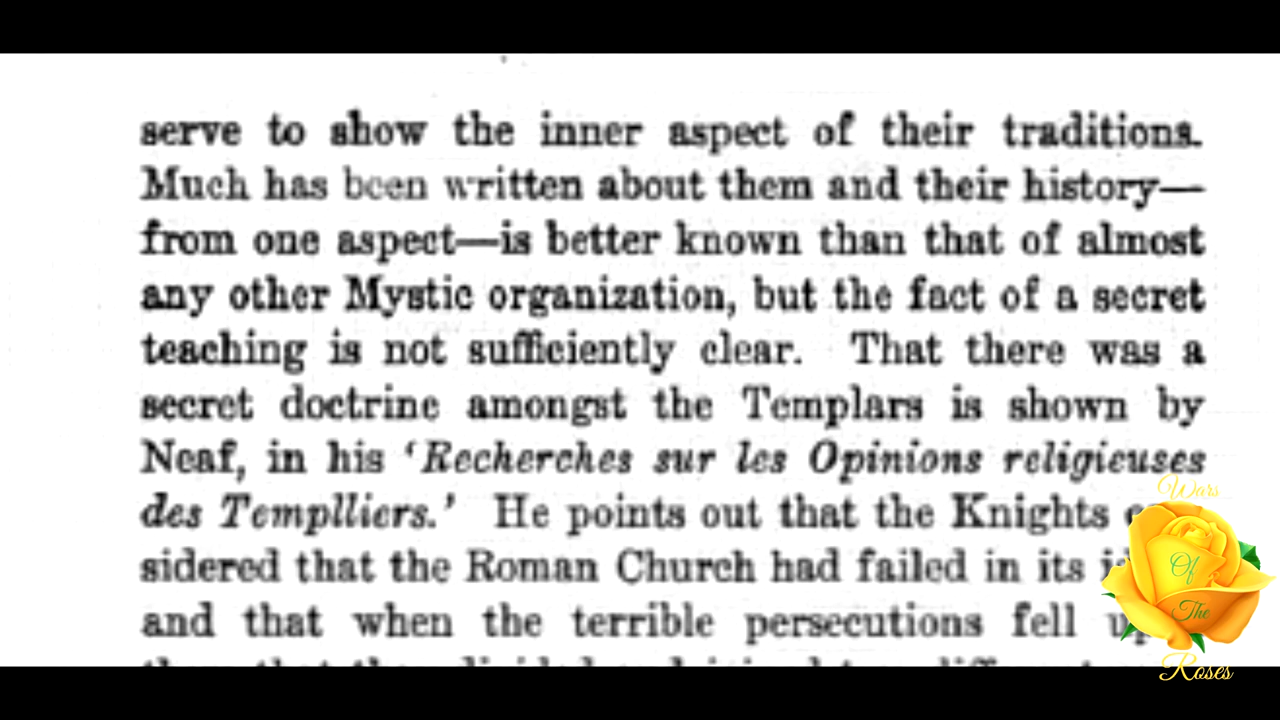 serve to show the inner aspect of their traditions.
Much has been written about them and their history—
from one aspect—is better known than that of almost
any other Mystic organization, but the fact of a secret
teaching is not sufficiently clear. That there was a
secret doctrine amongst the Templars is shown by
Neaf, in his ‘Recherches sur les Opinions religieuses
des Templliers.’ He points out that the Knights
sidered that the Roman Church had failed in its
and that when the terrible persecutions fell
Wars
Of
The
Roses